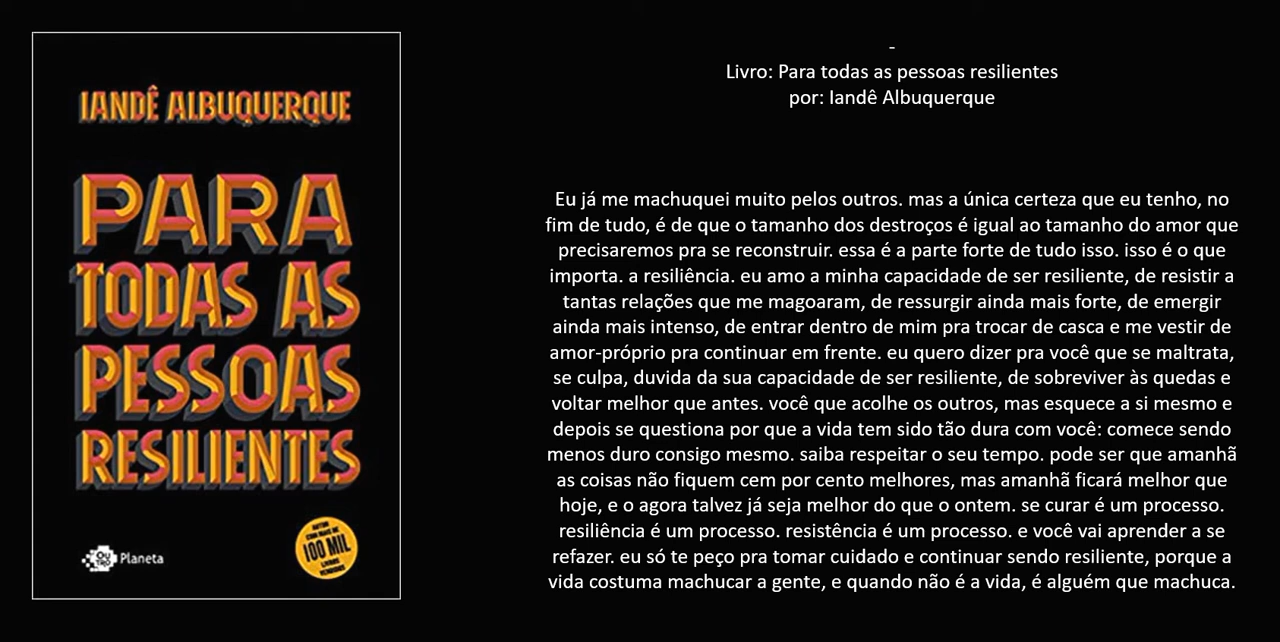 IANDÊ ALBUQUERQUE
PARA
TODAS AS
PESSOAS
RESILIENTES
OUTRO
Planeta
AUTOR
COM MAIS DE
100 MIL
LIVROS
VENDIDOS
-
Livro: Para todas as pessoas resilientes
por: Iandê Albuquerque
Eu já me machuquei muito pelos outros. mas a única certeza que eu tenho, no
fim de tudo, é de que o tamanho dos destroços é igual ao tamanho do amor que
precisaremos pra se reconstruir. essa é a parte forte de tudo isso. isso é o que
importa. a resiliência. eu amo a minha capacidade de ser resiliente, de resistir a
tantas relações que me magoaram, de ressurgir ainda mais forte, de emergir
ainda mais intenso, de entrar dentro de mim pra trocar de casca e me vestir de
amor-próprio pra continuar em frente. eu quero dizer pra você que se maltrata,
se culpa, duvida da sua capacidade de ser resiliente, de sobreviver às quedas e
voltar melhor que antes. você que acolhe os outros, mas esquece a si mesmo e
depois se questiona por que a vida tem sido tão dura com você: comece sendo
menos duro consigo mesmo. saiba respeitar o seu tempo. pode ser que amanhã
as coisas não fiquem cem por cento melhores, mas amanhã ficará melhor que
hoje, e o agora talvez já seja melhor do que o ontem. se curar é um processo.
resiliência é um processo. resistência é um processo. e você vai aprender a se
refazer. eu só te peço pra tomar cuidado e continuar sendo resiliente, porque a
vida costuma machucar a gente, e quando não é a vida, é alguém que machuca.